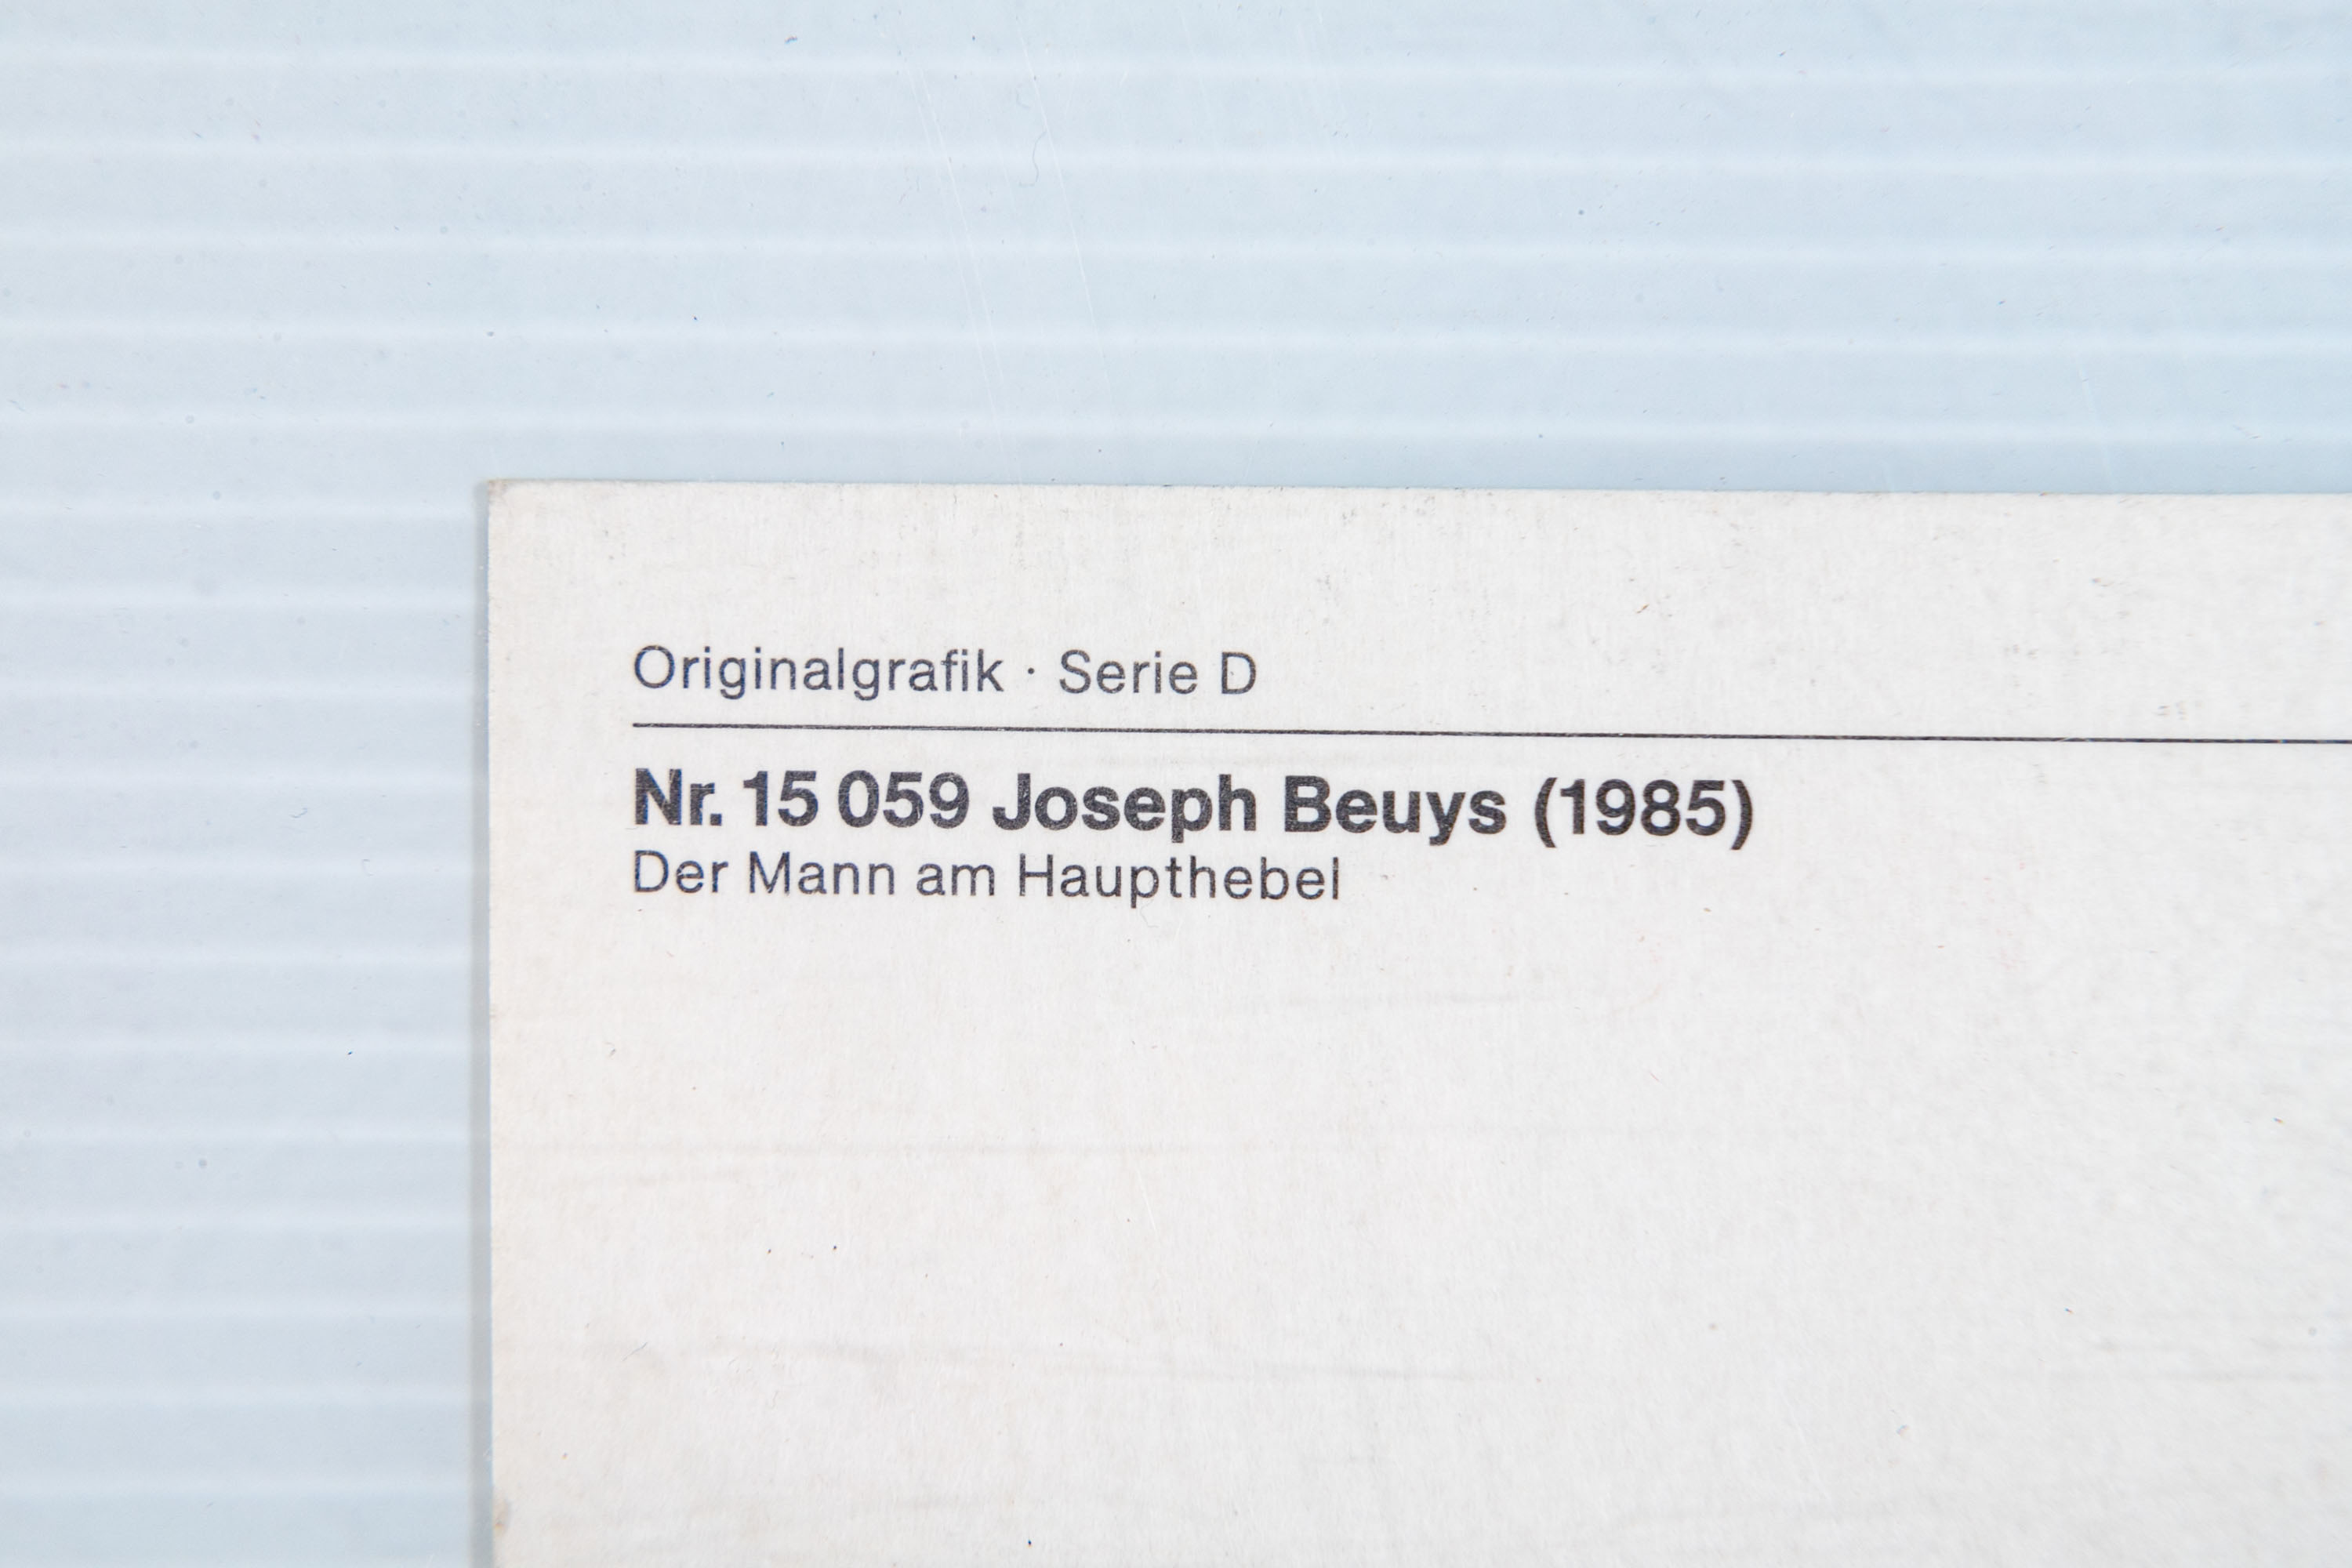 Originalgrafik · Serie D
Nr. 15 059 Joseph Beuys (1985)
Der Mann am Haupthebel